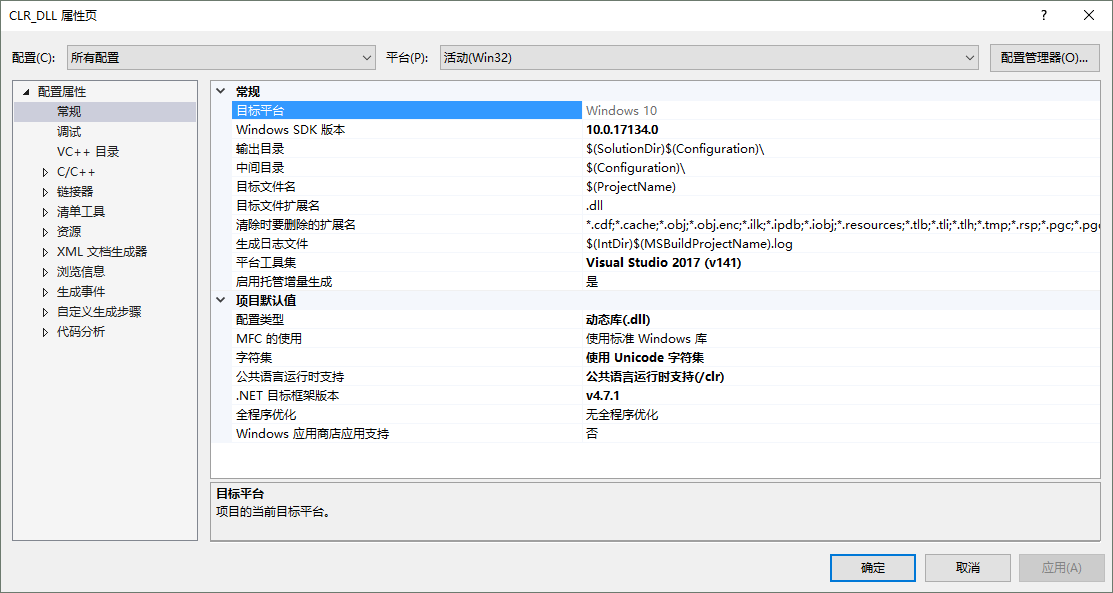 CLR_DLL 属性页
配置(C): 所有配置 平台(P): 活动(Win32) 配置管理器(O)...
配置属性
常规
调试
VC++ 目录
C/C++
链接器
清单工具
资源
XML 文档生成器
浏览信息
生成事件
自定义生成步骤
代码分析
常规
目标平台 Windows 10
Windows SDK 版本 10.0.17134.0
输出目录 $(SolutionDir)$(Configuration)\
中间目录 $(Configuration)\
目标文件名 $(ProjectName)
目标文件扩展名 .dll
清除时要删除的扩展名 *.cdf;*.cache;*.obj;*.obj.enc;*.ilk;*.ipdb;*.iobj;*.resources;*.tlb;*.tli;*.tlh;*.tmp;*.rsp;*.pgc;*.pg
生成日志文件 $(IntDir)$(MSBuildProjectName).log
平台工具集 Visual Studio 2017 (v141)
启用托管增量生成 是
项目默认值
配置类型 动态库(.dll)
MFC 的使用 使用标准 Windows 库
字符集 使用 Unicode 字符集
公共语言运行时支持 公共语言运行时支持(/clr)
.NET 目标框架版本 v4.7.1
全程序优化 无全程序优化
Windows 应用商店应用支持 否
目标平台
项目的当前目标平台。
确定 取消 应用(A)